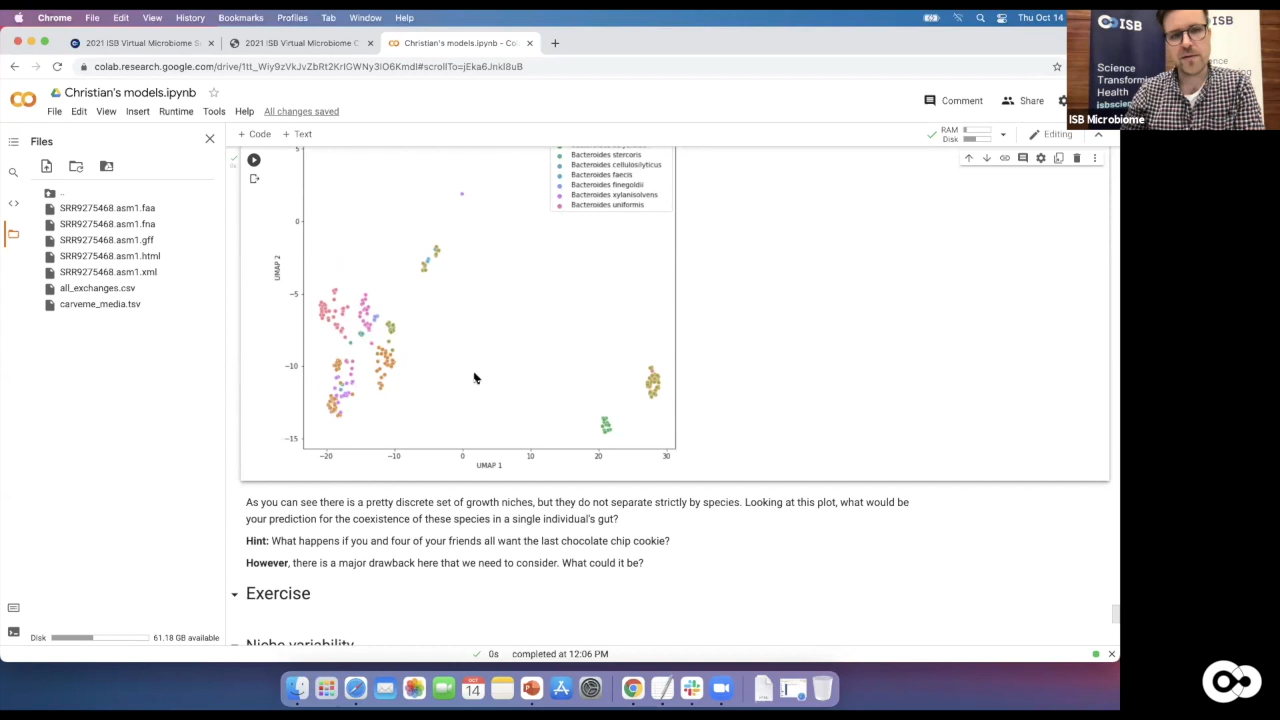 Chrome File Edit View History Bookmarks Profiles Tab Window Help Thu Oct 14
2021 ISB Virtual Microbiome S
2021 ISB Virtual Microbiome C
Christian's models.ipynb - Co
colab.research.google.com/drive/1tt_Wiy9zVkJvZbRt2KrIGWNy3IO6Kmdl#scrollTo=jEka6JnkI8uB
ISB
ISB
Science
Health
ISB Microbiome
Christian's models.ipynb
File Edit View Insert Runtime Tools Help All changes saved
Comment
Share
Files
+ Code + Text
RAM
Disk
Editing
..
SRR9275468.asm1.faa
SRR9275468.asm1.fna
SRR9275468.asm1.gff
SRR9275468.asm1.html
SRR9275468.asm1.xml
all_exchanges.csv
carveme_media.tsv
Bacteroides stercoris
Bacteroides cellulosilyticus
Bacteroides faecis
Bacteroides finegoldii
Bacteroides xylanisolvens
Bacteroides uniformis
5
0
−5
−10
−15
UMAP 2
−20 −10 0 10 20 30
UMAP 1
As you can see there is a pretty discrete set of growth niches, but they do not separate strictly by species. Looking at this plot, what would be
your prediction for the coexistence of these species in a single individual's gut?
Hint: What happens if you and four of your friends all want the last chocolate chip cookie?
However, there is a major drawback here that we need to consider. What could it be?
Exercise
Niche variability
Disk 61.18 GB available
0s completed at 12:06 PM
OCT
14